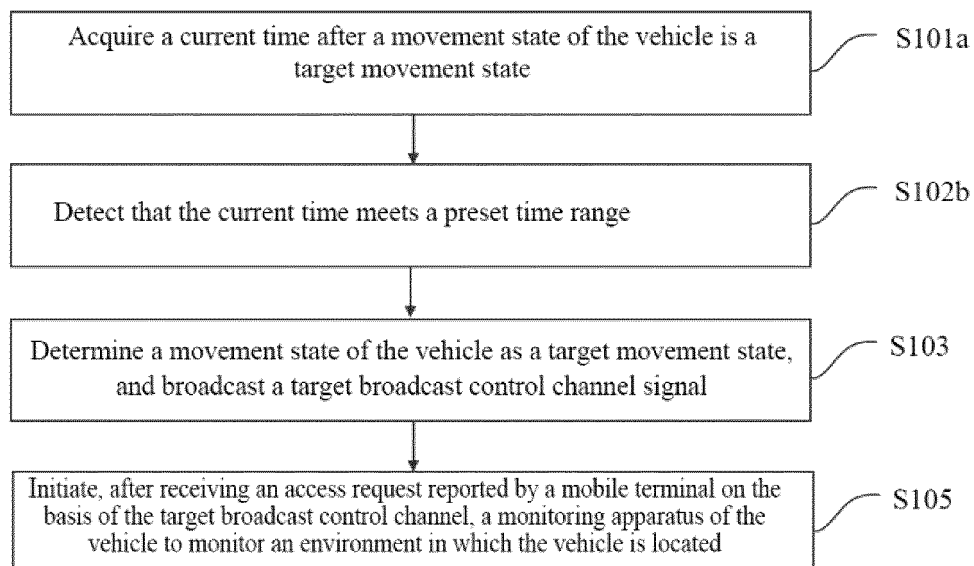 Acquire a current time after a movement state of the vehicle is a
target movement state
S101a
Detect that the current time meets a preset time range
S102b
Determine a movement state of the vehicle as a target movement state,
and broadcast a target broadcast control channel signal
S103
Initiate, after receiving an access request reported by a mobile terminal on the
basis of the target broadcast control channel, a monitoring apparatus of the
vehicle to monitor an environment in which the vehicle is located
S105